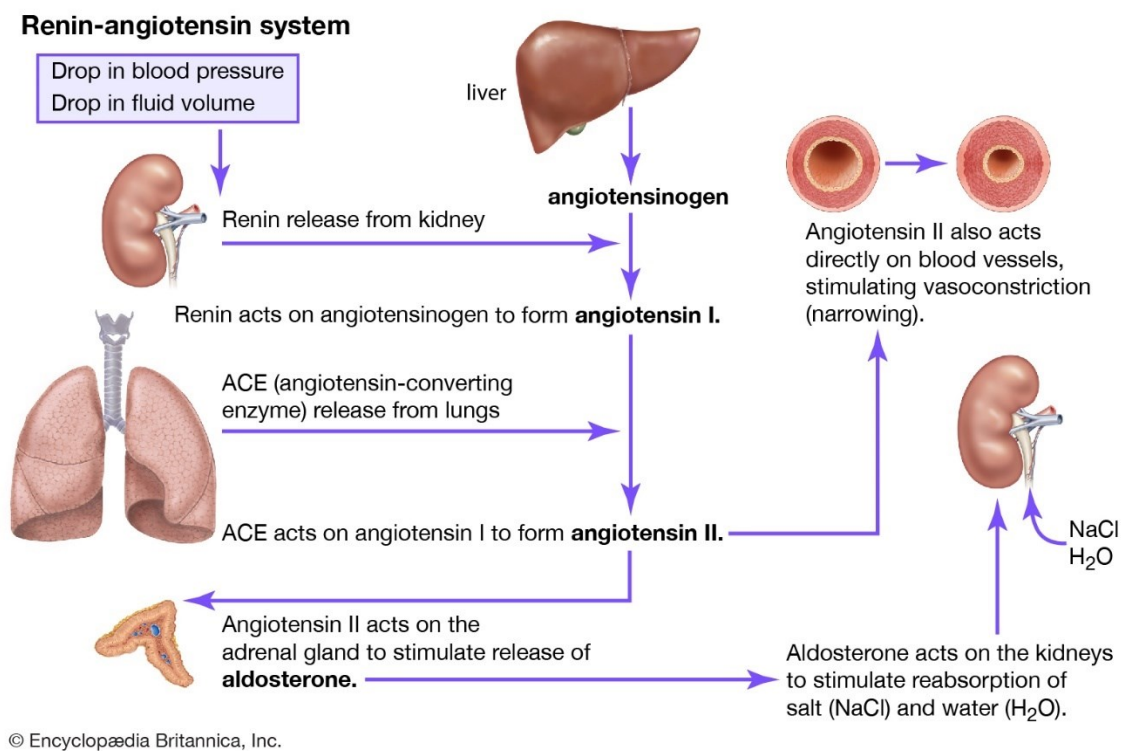 Renin-angiotensin system
Drop in blood pressure
Drop in fluid volume
liver
angiotensinogen
Renin release from kidney
Renin acts on angiotensinogen to form angiotensin I.
ACE (angiotensin-converting
enzyme) release from lungs
ACE acts on angiotensin I to form angiotensin II.
Angiotensin II also acts
directly on blood vessels,
stimulating vasoconstriction
(narrowing).
NaCl
H₂O
Angiotensin II acts on the
adrenal gland to stimulate release of
aldosterone.
Aldosterone acts on the kidneys
to stimulate reabsorption of
salt (NaCl) and water (H₂O).
© Encyclopædia Britannica, Inc.